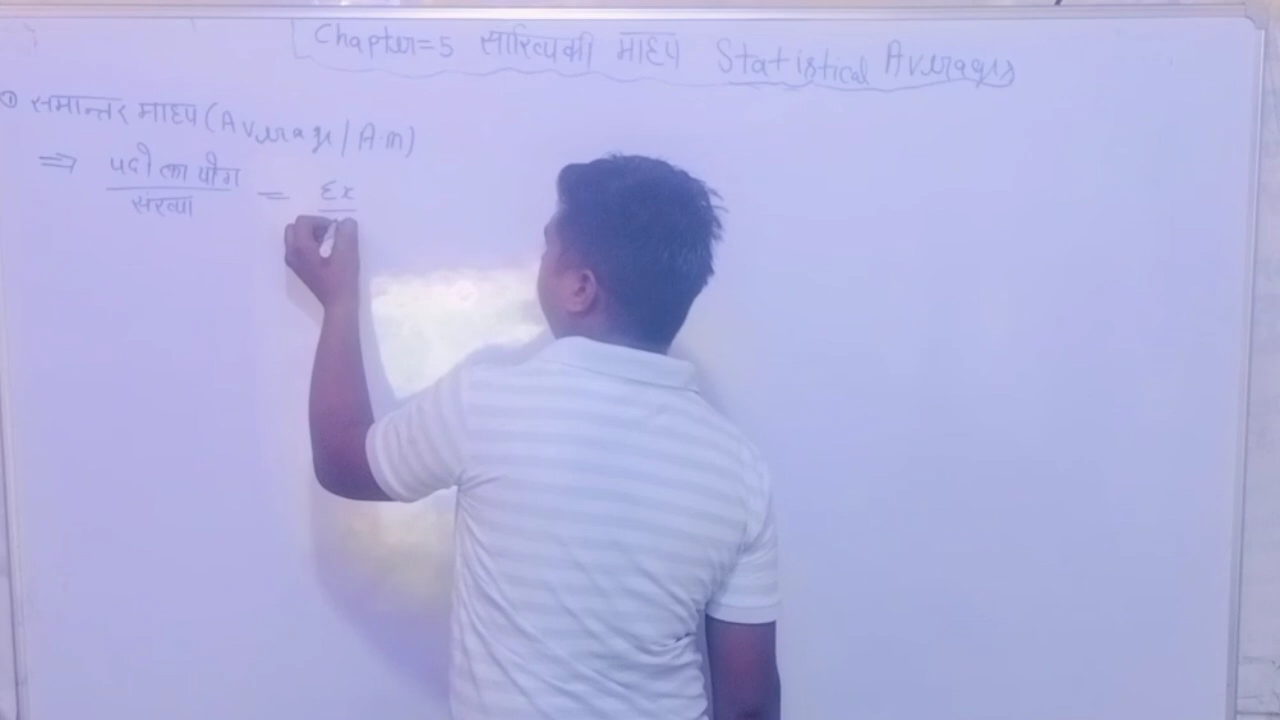 Chapter=5 सांख्यिकी माध्य Statistical Averages
① समान्तर माध्य (Average/A.m)
⇒ पदो का योग / संख्या = Σx